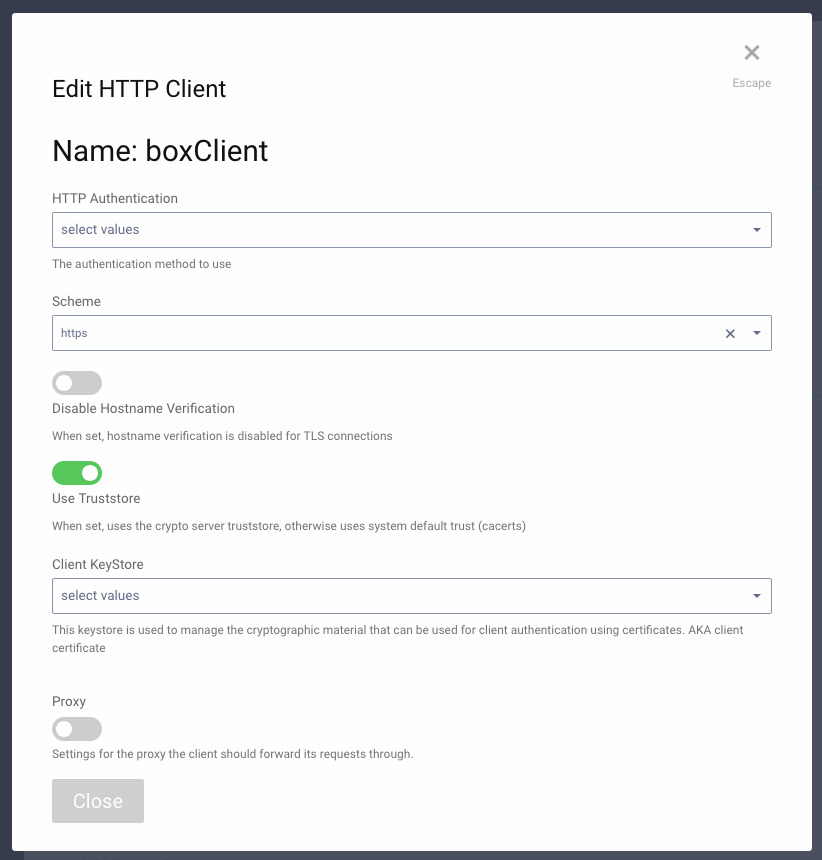 Escape
Edit HTTP Client
Name: boxClient
HTTP Authentication
select values
The authentication method to use
Scheme
https
Disable Hostname Verification
When set, hostname verification is disabled for TLS connections
Use Truststore
When set, uses the crypto server truststore, otherwise uses system default trust (cacerts)
Client KeyStore
select values
This keystore is used to manage the cryptographic material that can be used for client authentication using certificates. AKA client
certificate
Proxy
Settings for the proxy the client should forward its requests through.
Close